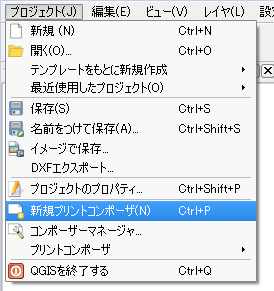 プロジェクト(J) 編集(E) ビュー(V) レイヤ(L) 設定
新規 (N) Ctrl+N
開く(O)... Ctrl+O
テンプレートをもとに新規作成
最近使用したプロジェクト(O)
保存(S) Ctrl+S
名前をつけて保存(A)... Ctrl+Shift+S
イメージで保存...
DXFエクスポート...
プロジェクトのプロパティ... Ctrl+Shift+P
新規プリントコンポーザ(N) Ctrl+P
コンポーザーマネージャ...
プリントコンポーザ
QGISを終了する Ctrl+Q